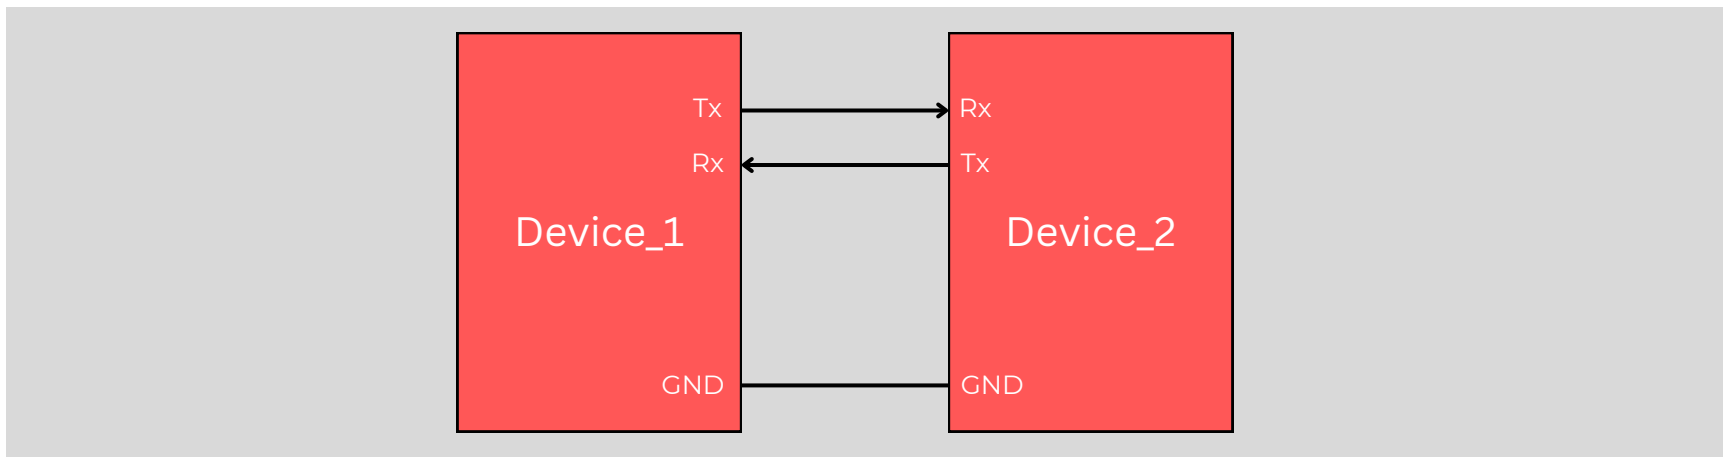 Tx
Rx
Rx
Tx
Device_1
Device_2
GND
GND